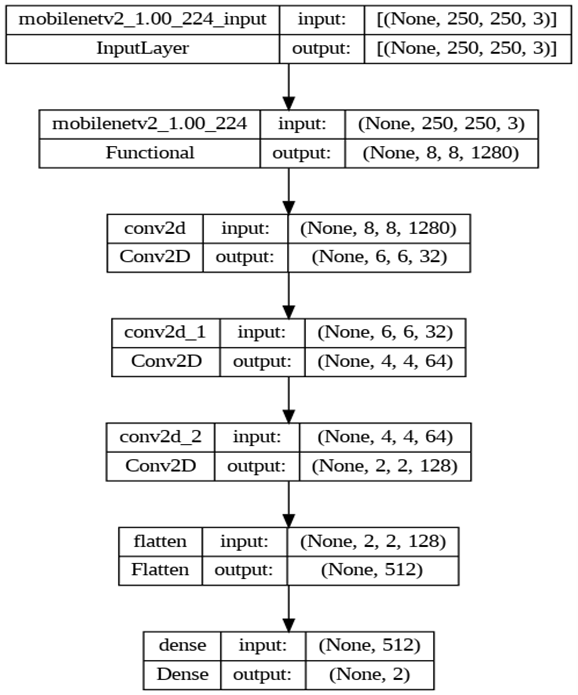 mobilenetv2_1.00_224_input input: [(None, 250, 250, 3)]
InputLayer output: [(None, 250, 250, 3)]
mobilenetv2_1.00_224 input: (None, 250, 250, 3)
Functional output: (None, 8, 8, 1280)
conv2d input: (None, 8, 8, 1280)
Conv2D output: (None, 6, 6, 32)
conv2d_1 input: (None, 6, 6, 32)
Conv2D output: (None, 4, 4, 64)
conv2d_2 input: (None, 4, 4, 64)
Conv2D output: (None, 2, 2, 128)
flatten input: (None, 2, 2, 128)
Flatten output: (None, 512)
dense input: (None, 512)
Dense output: (None, 2)